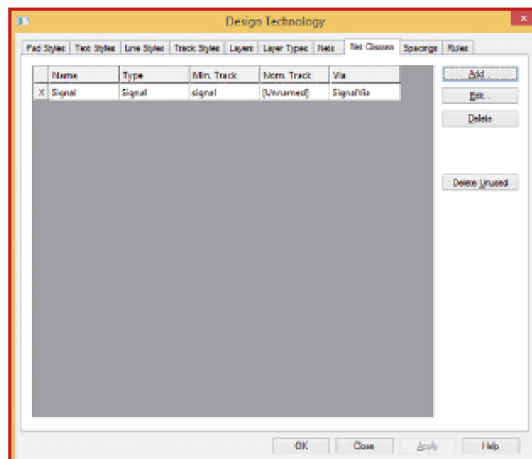 Design Technology
Pad Styles Text Styles Line Styles Track Styles Layers Layer Types Nets Net Classes Spacings Rules
Name Type Min. Track Nom. Track Via
X Signal Signal signal [Unnamed] SignalVia
Add...
Edit...
Delete
Delete Unused
OK Close Apply Help